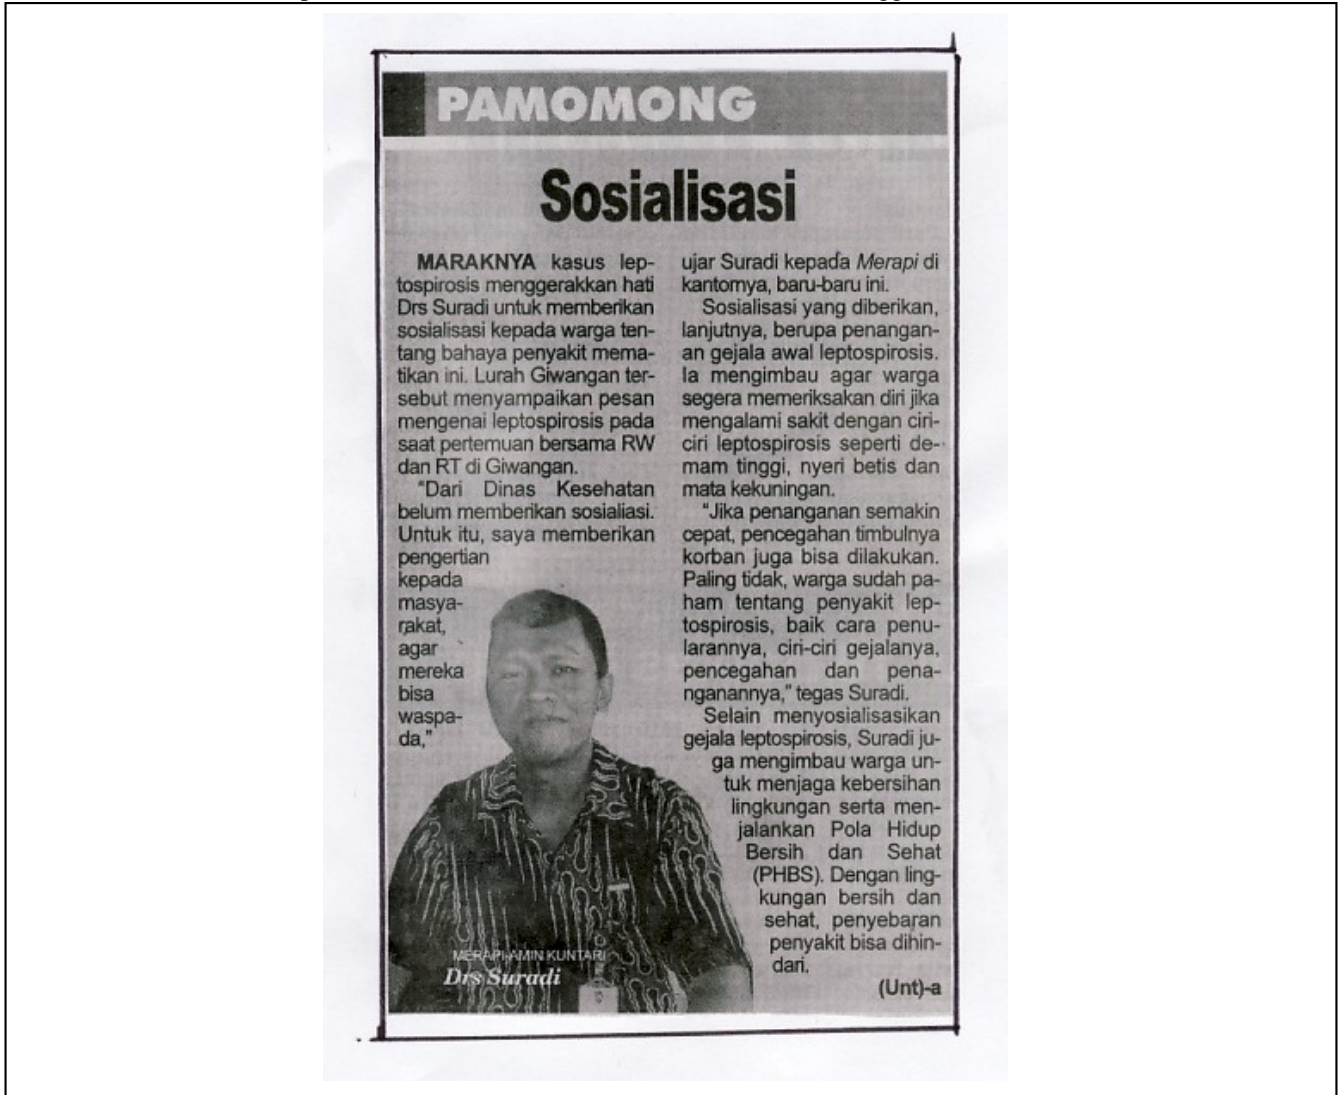 PAMOMONG
Sosialisasi
MARAKNYA kasus lep-
tospirosis menggerakkan hati
Drs Suradi untuk memberikan
sosialisasi kepada warga ten-
tang bahaya penyakit mema-
tikan ini. Lurah Giwangan ter-
sebut menyampaikan pesan
mengenai leptospirosis pada
saat pertemuan bersama RW
dan RT di Giwangan.
"Dari Dinas Kesehatan
belum memberikan sosialiasi.
Untuk itu, saya memberikan
pengertian
kepada
masya-
rakat,
agar
mereka
bisa
waspa-
da,"
ujar Suradi kepada Merapi di
kantornya, baru-baru ini.
Sosialisasi yang diberikan,
lanjutnya, berupa penangan-
an gejala awal leptospirosis.
Ia mengimbau agar warga
segera memeriksakan diri jika
mengalami sakit dengan ciri-
ciri leptospirosis seperti de-
mam tinggi, nyeri betis dan
mata kekuningan.
"Jika penanganan semakin
cepat, pencegahan timbulnya
korban juga bisa dilakukan.
Paling tidak, warga sudah pa-
ham tentang penyakit lep-
tospirosis, baik cara penu-
larannya, ciri-ciri gejalanya,
pencegahan dan pena-
nganannya," tegas Suradi.
Selain menyosialisasikan
gejala leptospirosis, Suradi ju-
ga mengimbau warga un-
tuk menjaga kebersihan
lingkungan serta men-
jalankan Pola Hidup
Bersih dan Sehat
(PHBS). Dengan ling-
kungan bersih dan
sehat, penyebaran
penyakit bisa dihin-
dari.
(Unt)-a
MERAPI-AMIN KUNTARI
Drs Suradi